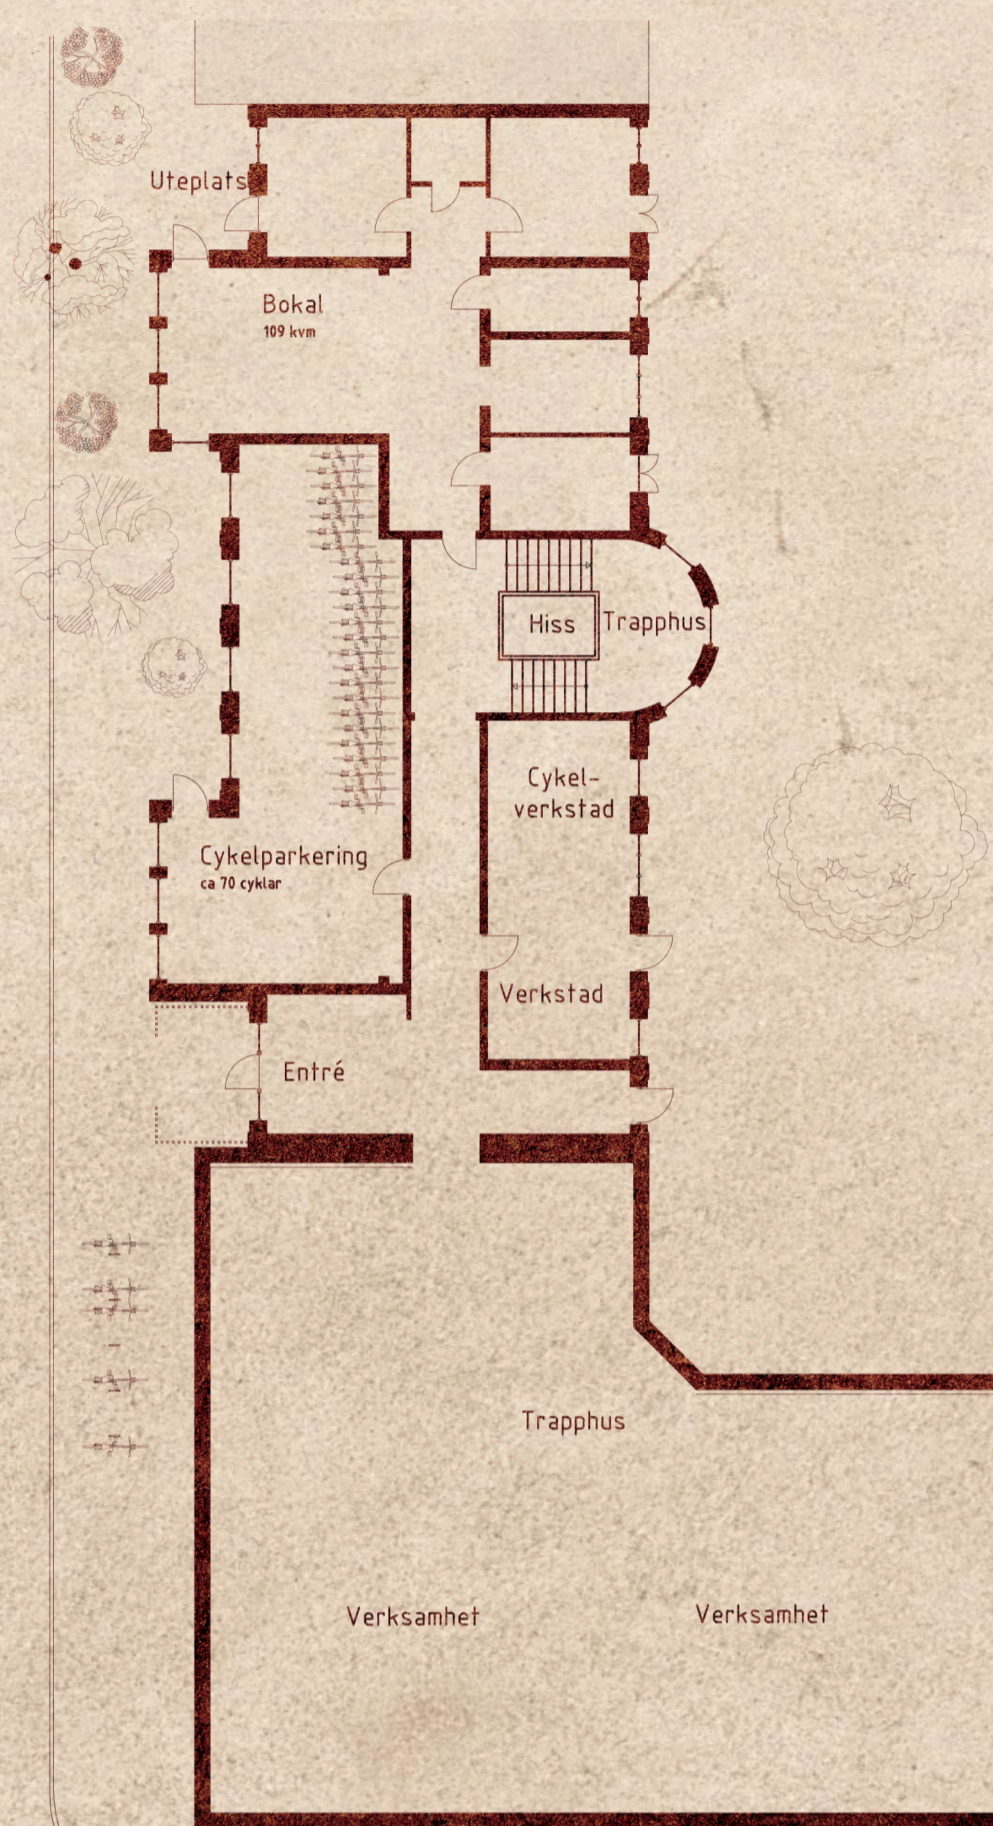 Uteplats
Bokal
109 kvm
Hiss
Trapphus
Cykel-
verkstad
Cykelparkering
ca 70 cyklar
Verkstad
Entré
Trapphus
Verksamhet
Verksamhet